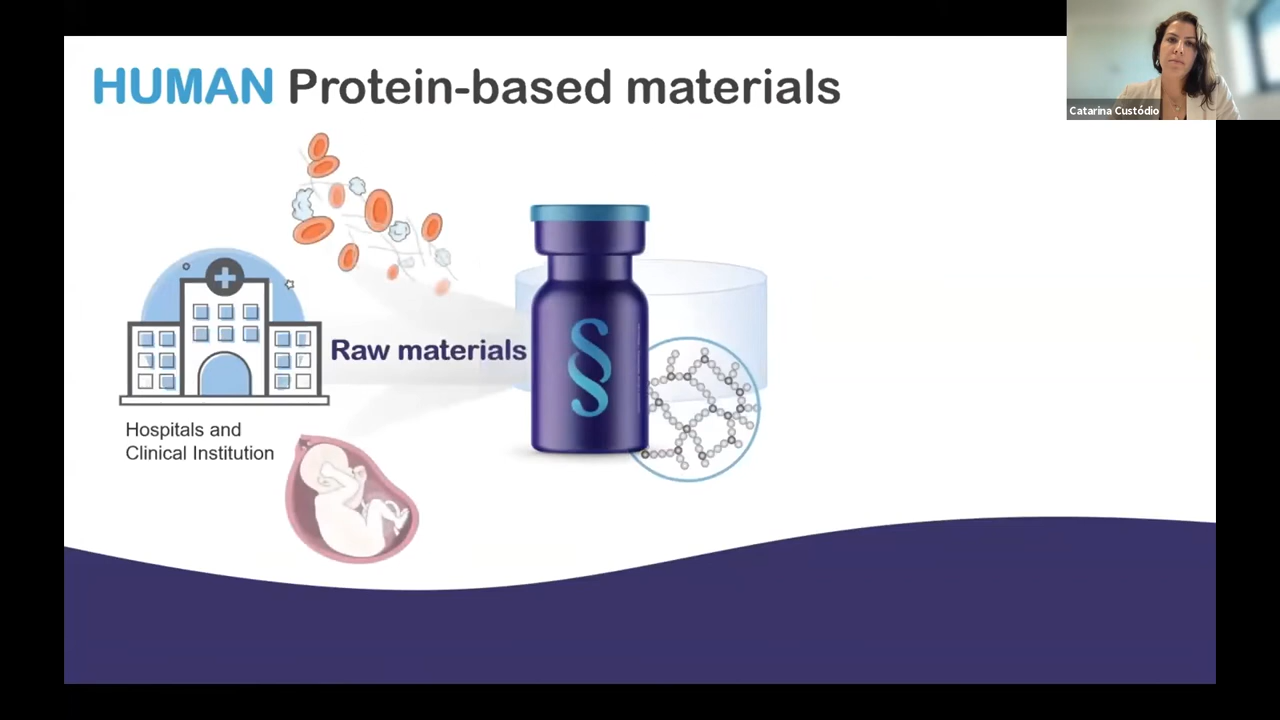 HUMAN Protein-based materials
Catarina Custódio
Raw materials
Hospitals and
Clinical Institution